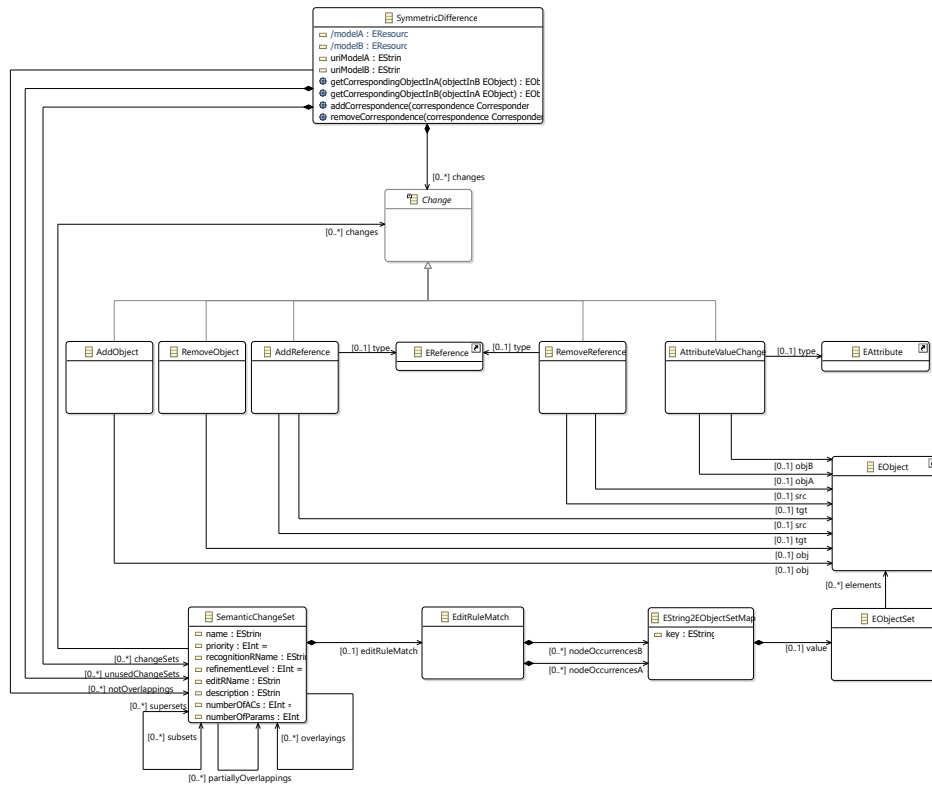 SymmetricDifference
/modelA : EResourc
/modelB : EResourc
uriModelA : EStrin
uriModelB : EStrin
getCorrespondingObjectInA(objectInB EObject) : EOb
getCorrespondingObjectInB(objectInA EObject) : EOb
addCorrespondence(correspondence Corresponder
removeCorrespondence(correspondence Corresponde
[0..*] changes
Change
[0..*] changes
AddObject
RemoveObject
AddReference
[0..1] type
EReference
[0..1] type
RemoveReference
AttributeValueChange
[0..1] type
EAttribute
EObject
[0..1] objB
[0..1] objA
[0..1] src
[0..1] tgt
[0..1] src
[0..1] tgt
[0..1] obj
[0..1] obj
[0..*] elements
SemanticChangeSet
name : EString
priority : EInt =
recognitionRName : EStrin
refinementLevel : EInt =
editRName : EStrin
description : EStrin
numberOfACs : EInt =
numberOfParams : EInt
[0..1] editRuleMatch
EditRuleMatch
[0..*] nodeOccurrencesB
[0..*] nodeOccurrencesA
EString2EObjectSetMap
key : EString
[0..1] value
EObjectSet
[0..*] changeSets
[0..*] unusedChangeSets
[0..*] notOverlappings
[0..*] supersets
[0..*] subsets
[0..*] overlayings
[0..*] partiallyOverlappings